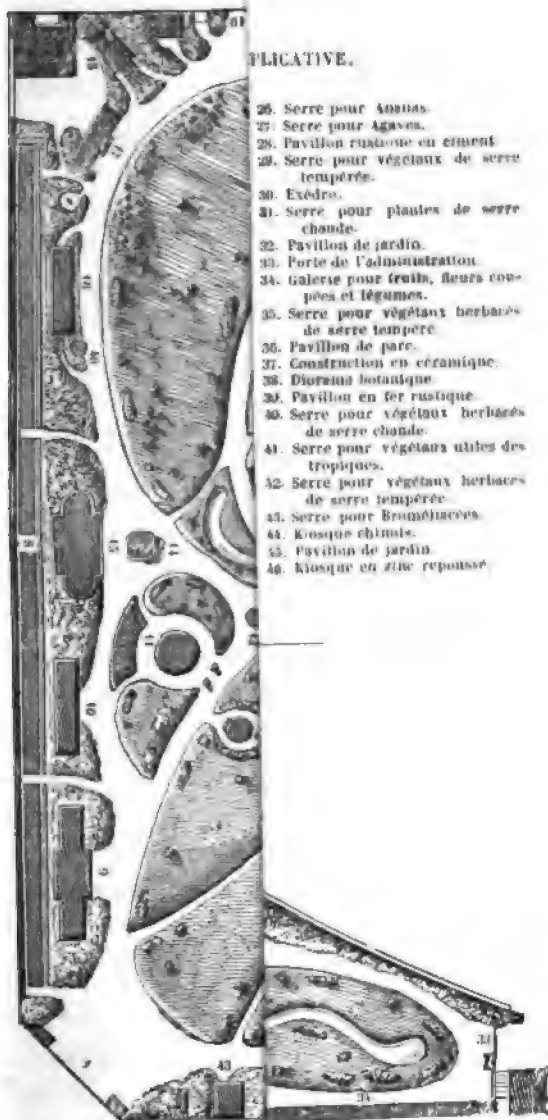 PLICATIVE.
26. Serre pour Ananas.
27. Serre pour Agaves.
28. Pavillon rustique en ciment
29. Serre pour végétaux de serre
tempérée.
30. Exèdre.
31. Serre pour plantes de serre
chaude.
32. Pavillon de jardin.
33. Porte de l'administration
34. Galerie pour fruits, fleurs cou-
pées et légumes.
35. Serre pour végétaux herbacés
de serre tempéré
36. Pavillon de parc.
37. Construction en céramique.
38. Diorama botanique
39. Pavillon en fer rustique.
40. Serre pour végétaux herbacés
de serre chaude.
41. Serre pour végétaux utiles des
tropiques.
42. Serre pour végétaux herbacés
de serre tempérée
43. Serre pour Broméliacées.
44. Kiosque chinois.
45. Pavillon de jardin
46. Kiosque en zinc repoussé
33
34